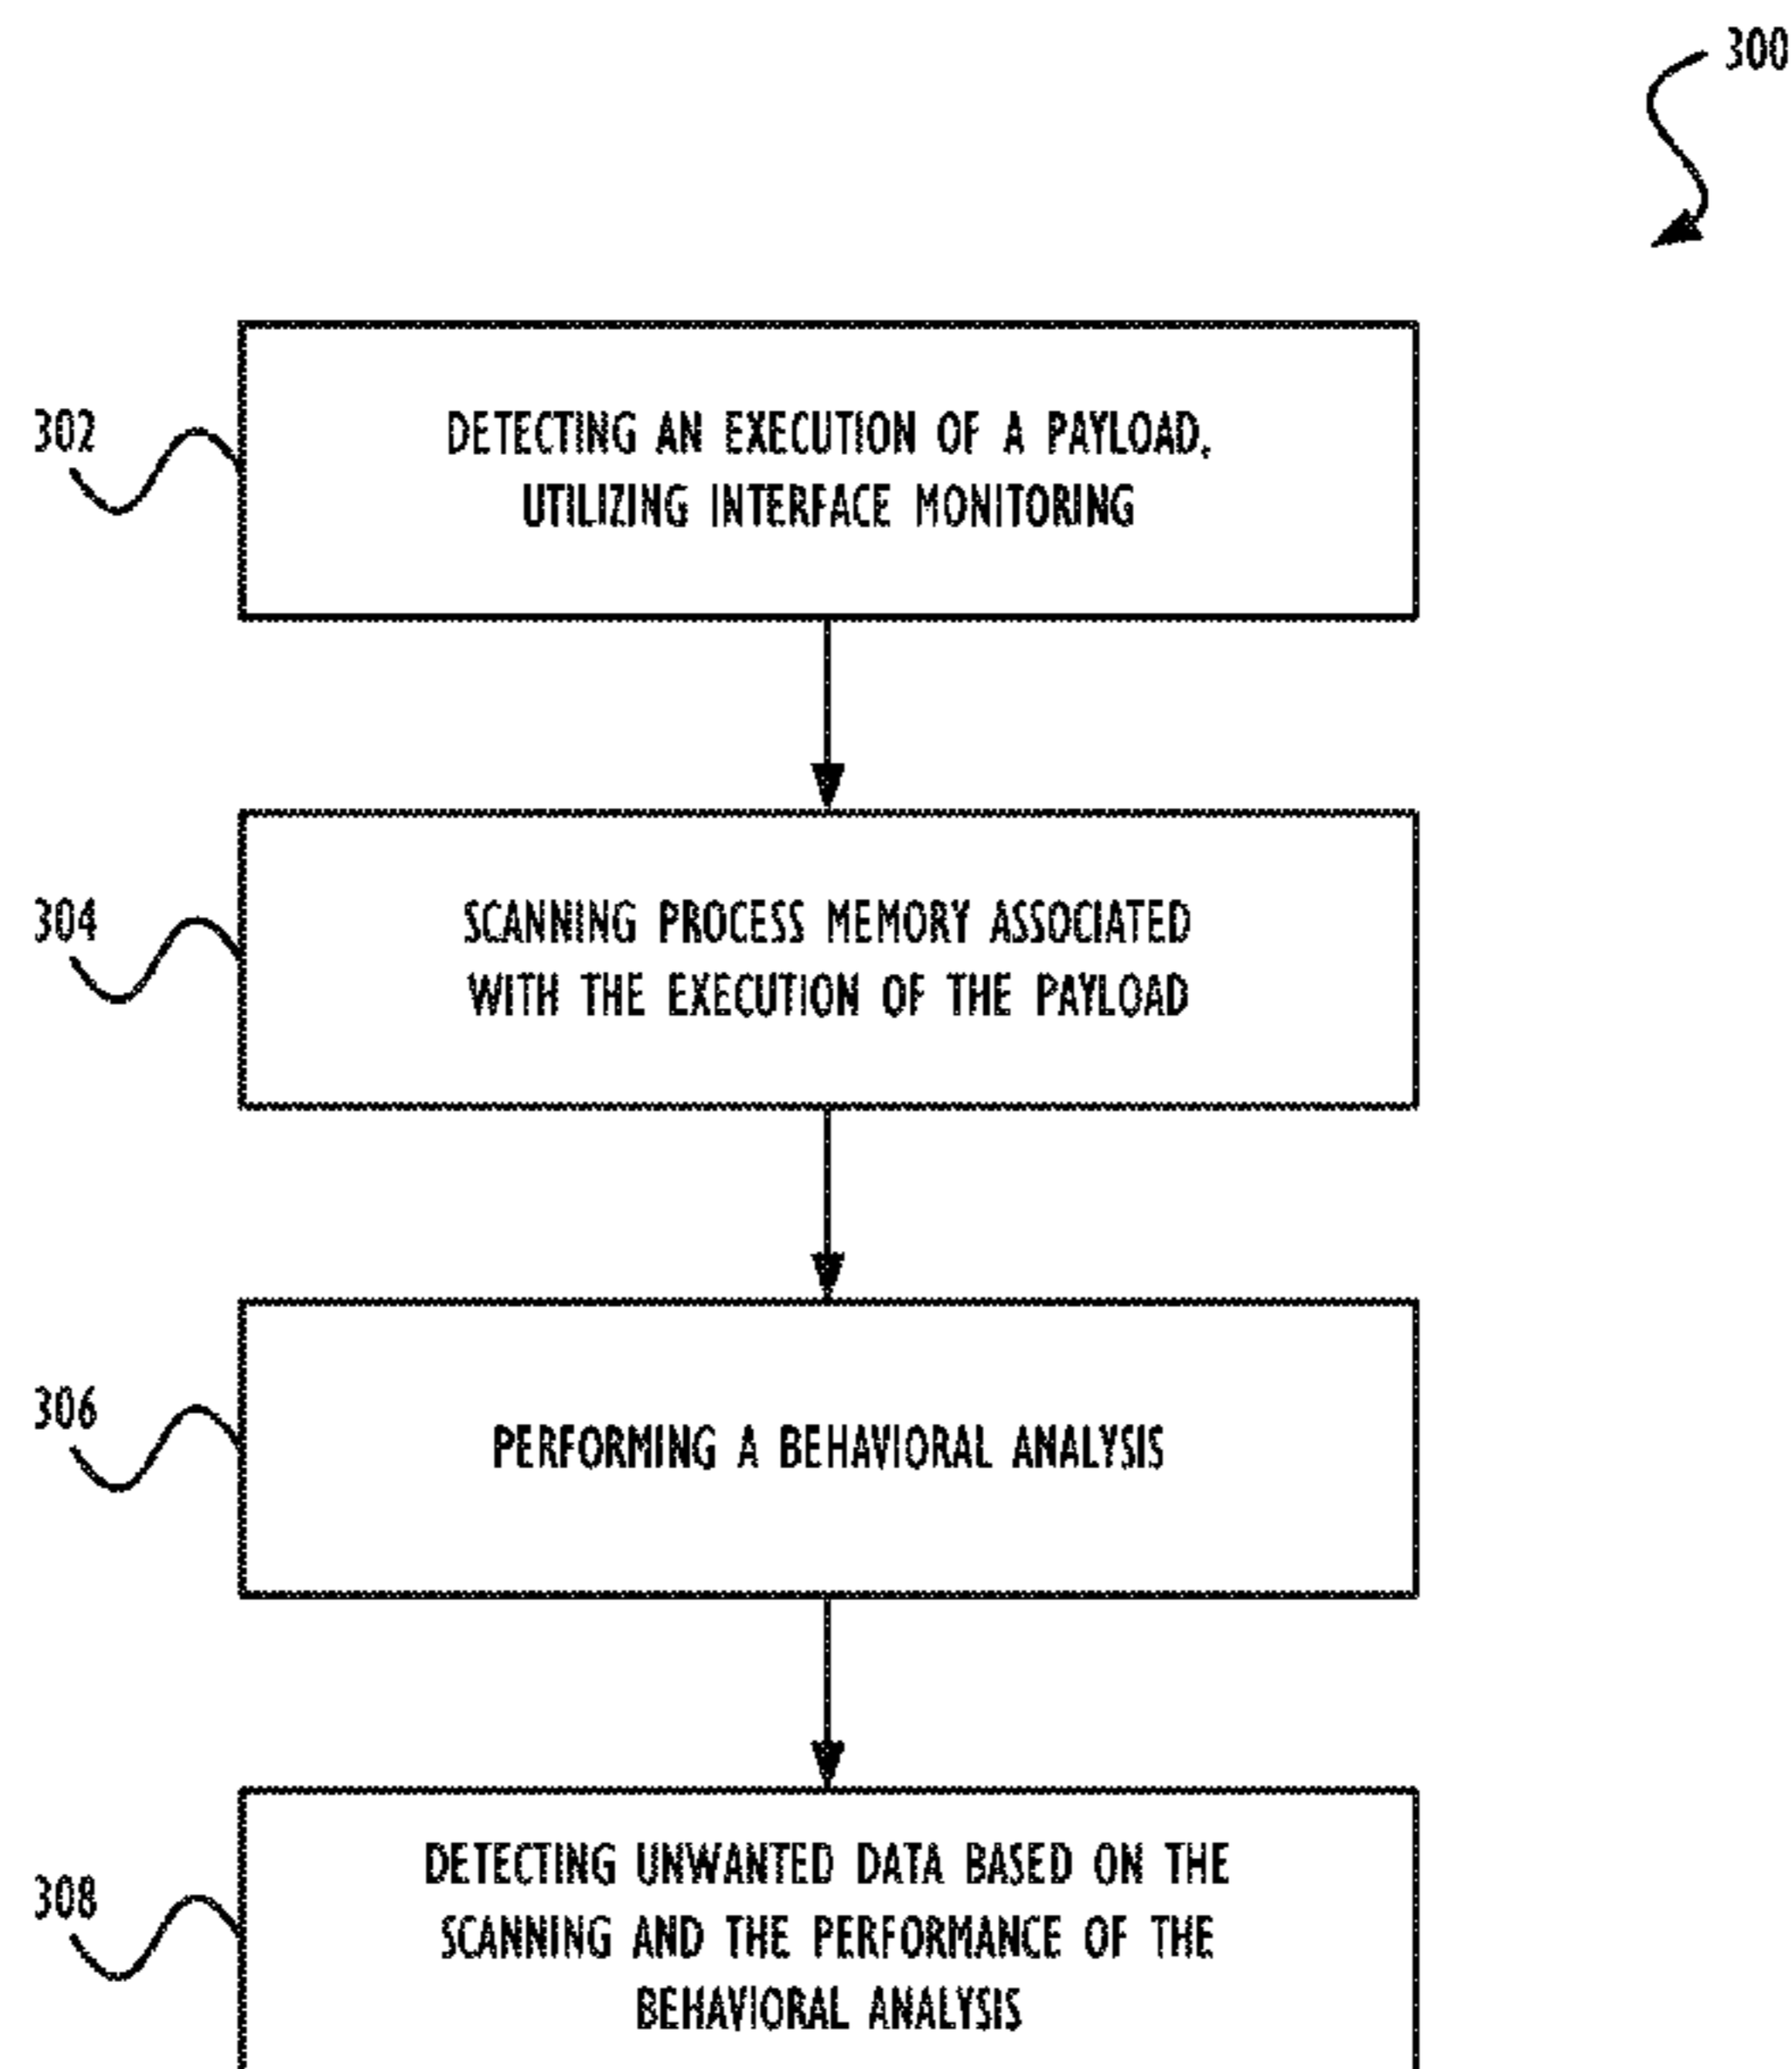 300
302
DETECTING AN EXECUTION OF A PAYLOAD,
UTILIZING INTERFACE MONITORING
304
SCANNING PROCESS MEMORY ASSOCIATED
WITH THE EXECUTION OF THE PAYLOAD
306
PERFORMING A BEHAVIORAL ANALYSIS
308
DETECTING UNWANTED DATA BASED ON THE
SCANNING AND THE PERFORMANCE OF THE
BEHAVIORAL ANALYSIS